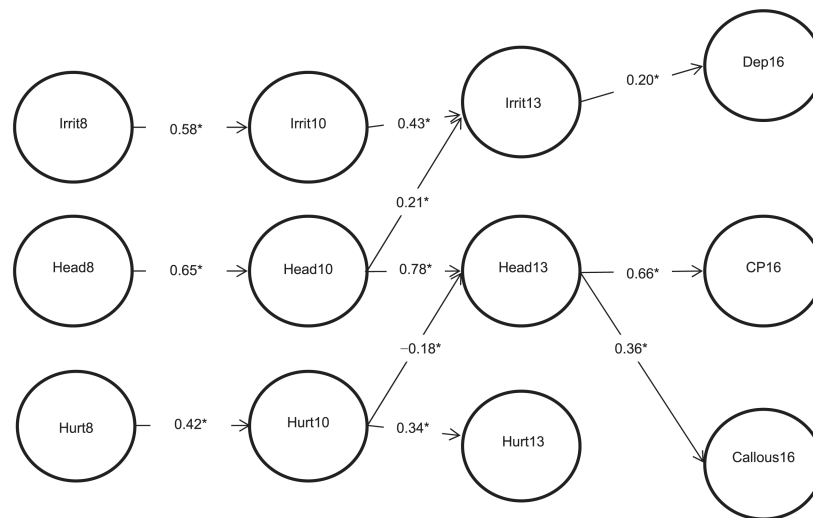 Dep16
Irrit8
0.58*
Irrit10
0.43*
Irrit13
0.20*
0.21*
Head8
0.65*
Head10
0.78*
Head13
0.66*
CP16
−0.18*
0.36*
Hurt8
0.42*
Hurt10
0.34*
Hurt13
Callous16